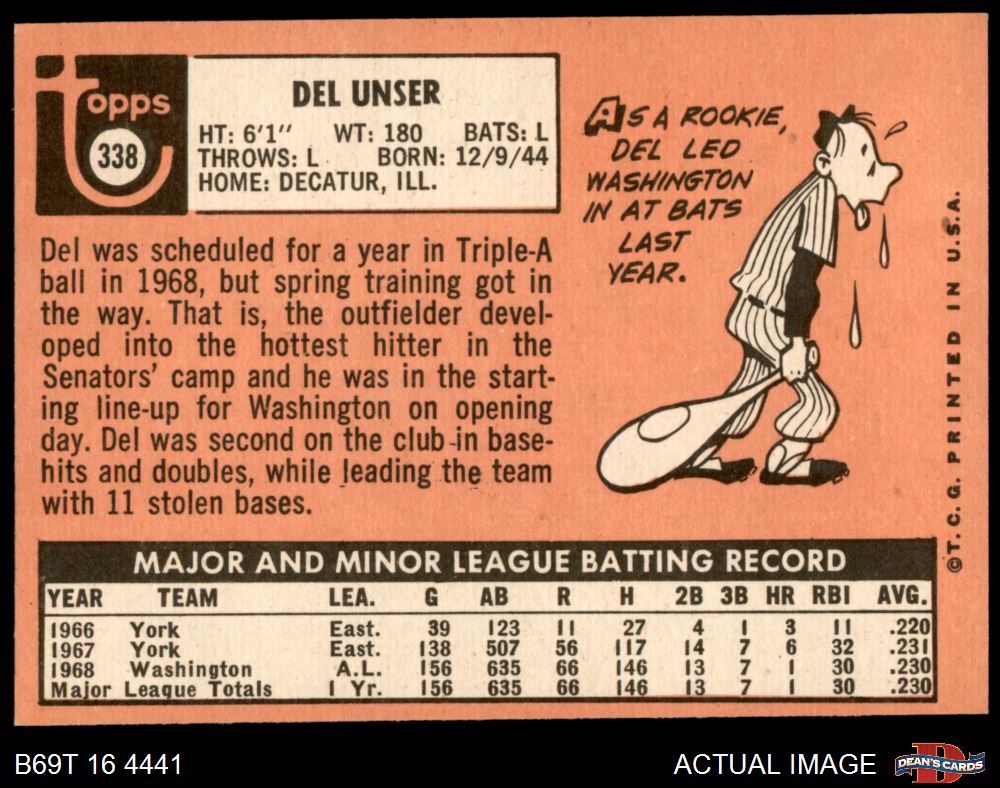 Topps
338
DEL UNSER
HT: 6'1" WT: 180 BATS: L
THROWS: L BORN: 12/9/44
HOME: DECATUR, ILL.
AS A ROOKIE,
DEL LED
WASHINGTON
IN AT BATS
LAST
YEAR.
Del was scheduled for a year in Triple-A
ball in 1968, but spring training got in
the way. That is, the outfielder devel-
oped into the hottest hitter in the
Senators' camp and he was in the start-
ing line-up for Washington on opening
day. Del was second on the club in base-
hits and doubles, while leading the team
with 11 stolen bases.
©T.C.G. PRINTED IN U.S.A.
MAJOR AND MINOR LEAGUE BATTING RECORD
YEAR TEAM LEA. G AB R H 2B 3B HR RBI AVG.
1966 York East. 39 123 11 27 4 1 3 11 .220
1967 York East. 138 507 56 117 14 7 6 32 .231
1968 Washington A.L. 156 635 66 146 13 7 1 30 .230
Major League Totals 1 Yr. 156 635 66 146 13 7 1 30 .230
B69T 16 4441
ACTUAL IMAGE
D
DEAN'S CARDS